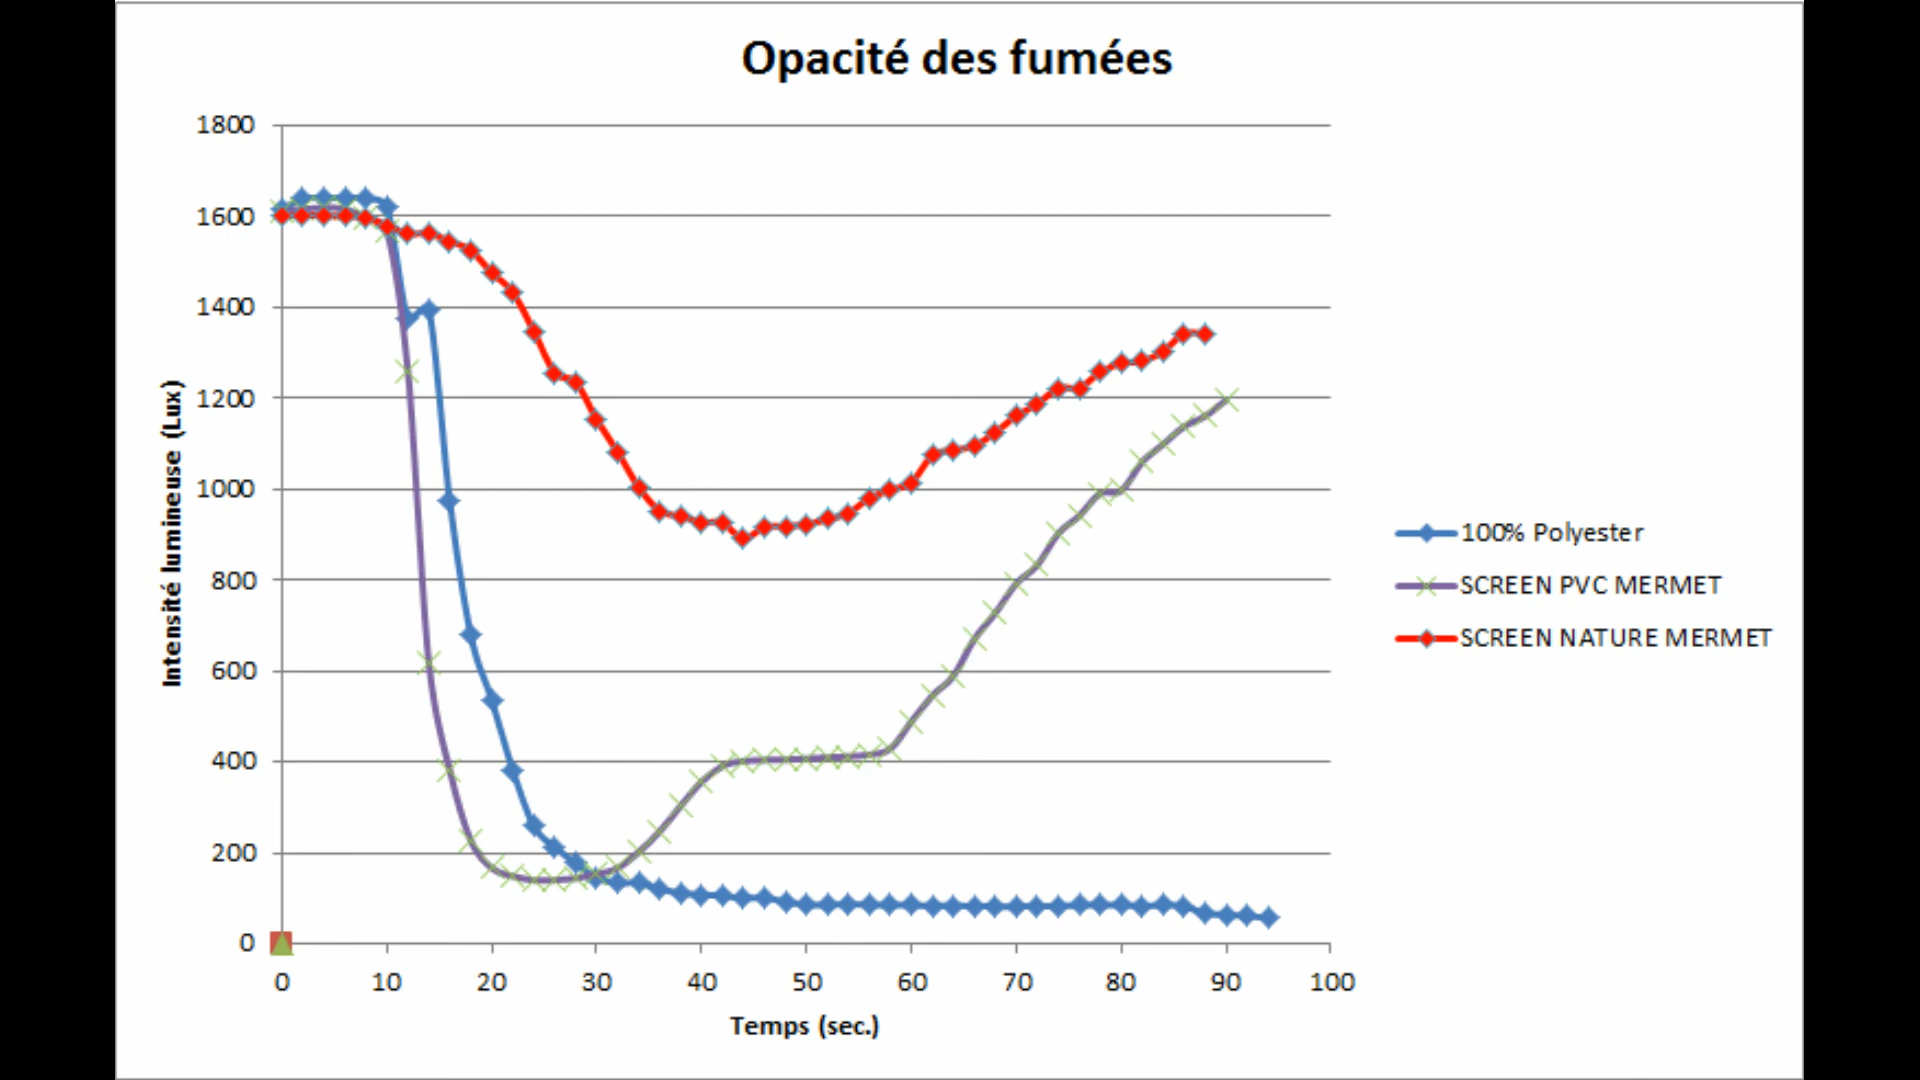 Opacité des fumées
1800
1600
1400
1200
1000
800
600
400
200
0
Intensité lumineuse (Lux)
0 10 20 30 40 50 60 70 80 90 100
Temps (sec.)
100% Polyester
SCREEN PVC MERMET
SCREEN NATURE MERMET